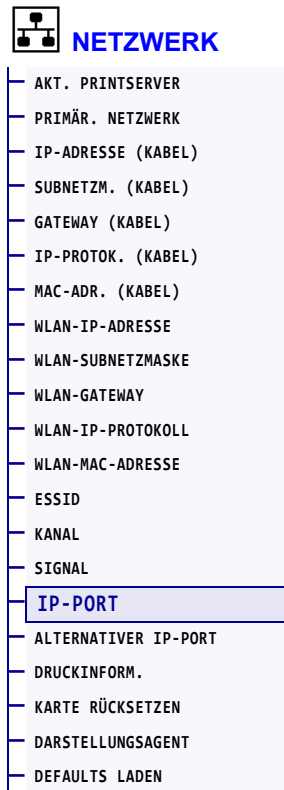 NETZWERK
AKT. PRINTSERVER
PRIMÄR. NETZWERK
IP-ADRESSE (KABEL)
SUBNETZM. (KABEL)
GATEWAY (KABEL)
IP-PROTOK. (KABEL)
MAC-ADR. (KABEL)
WLAN-IP-ADRESSE
WLAN-SUBNETZMASKE
WLAN-GATEWAY
WLAN-IP-PROTOKOLL
WLAN-MAC-ADRESSE
ESSID
KANAL
SIGNAL
IP-PORT
ALTERNATIVER IP-PORT
DRUCKINFORM.
KARTE RÜCKSETZEN
DARSTELLUNGSAGENT
DEFAULTS LADEN